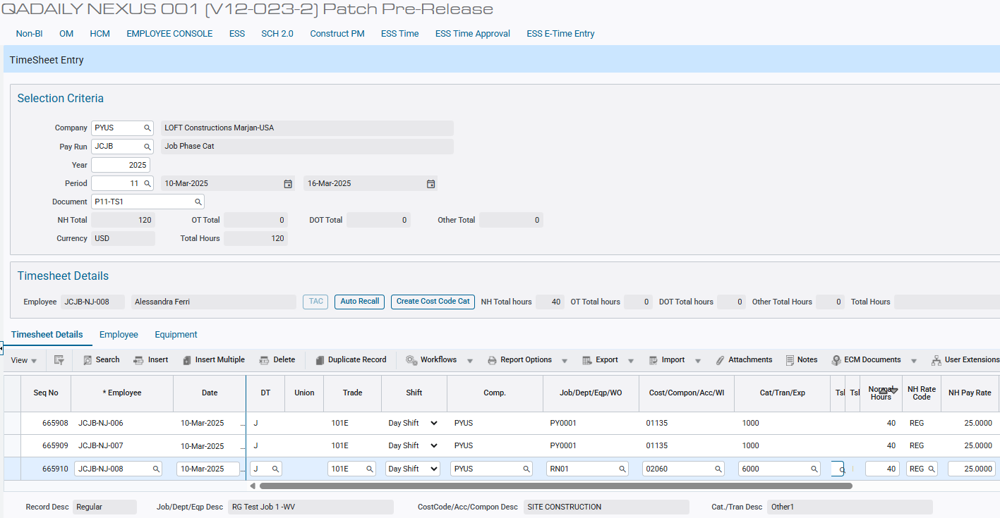 QADAILY NEXUS 001 (V12-023-2) Patch Pre-Release
Non-BI OM HCM EMPLOYEE CONSOLE ESS SCH 2.0 Construct PM ESS Time ESS Time Approval ESS E-Time Entry
TimeSheet Entry
Selection Criteria
Company PYUS LOFT Constructions Marjan-USA
Pay Run JCJB Job Phase Cat
Year 2025
Period 11 10-Mar-2025 16-Mar-2025
Document P11-TS1
NH Total 120 OT Total 0 DOT Total 0 Other Total 0
Currency USD Total Hours 120
Timesheet Details
Employee JCJB-NJ-008 Alessandra Ferri TAC Auto Recall Create Cost Code Cat NH Total hours 40 OT Total hours 0 DOT Total hours 0 Other Total Hours 0 Total Hours
Timesheet Details Employee Equipment
View Search Insert Insert Multiple Delete Duplicate Record Workflows Report Options Export Import Attachments Notes ECM Documents User Extensions
Seq No * Employee Date DT Union Trade Shift Comp. Job/Dept/Eqp/WO Cost/Compon/Acc/WI Cat/Tran/Exp Tsl Tsl Normal Hours NH Rate Code NH Pay Rate
665908 JCJB-NJ-006 10-Mar-2025 ... J 101E Day Shift PYUS PY0001 01135 1000 40 REG 25.0000
665909 JCJB-NJ-007 10-Mar-2025 ... J 101E Day Shift PYUS PY0001 01135 1000 40 REG 25.0000
665910 JCJB-NJ-008 10-Mar-2025 ... J 101E Day Shift PYUS RN01 02060 6000 40 REG 25.0000
Record Desc Regular Job/Dept/Eqp Desc RG Test Job 1 -WV CostCode/Acc/Compon Desc SITE CONSTRUCTION Cat./Tran Desc Other1